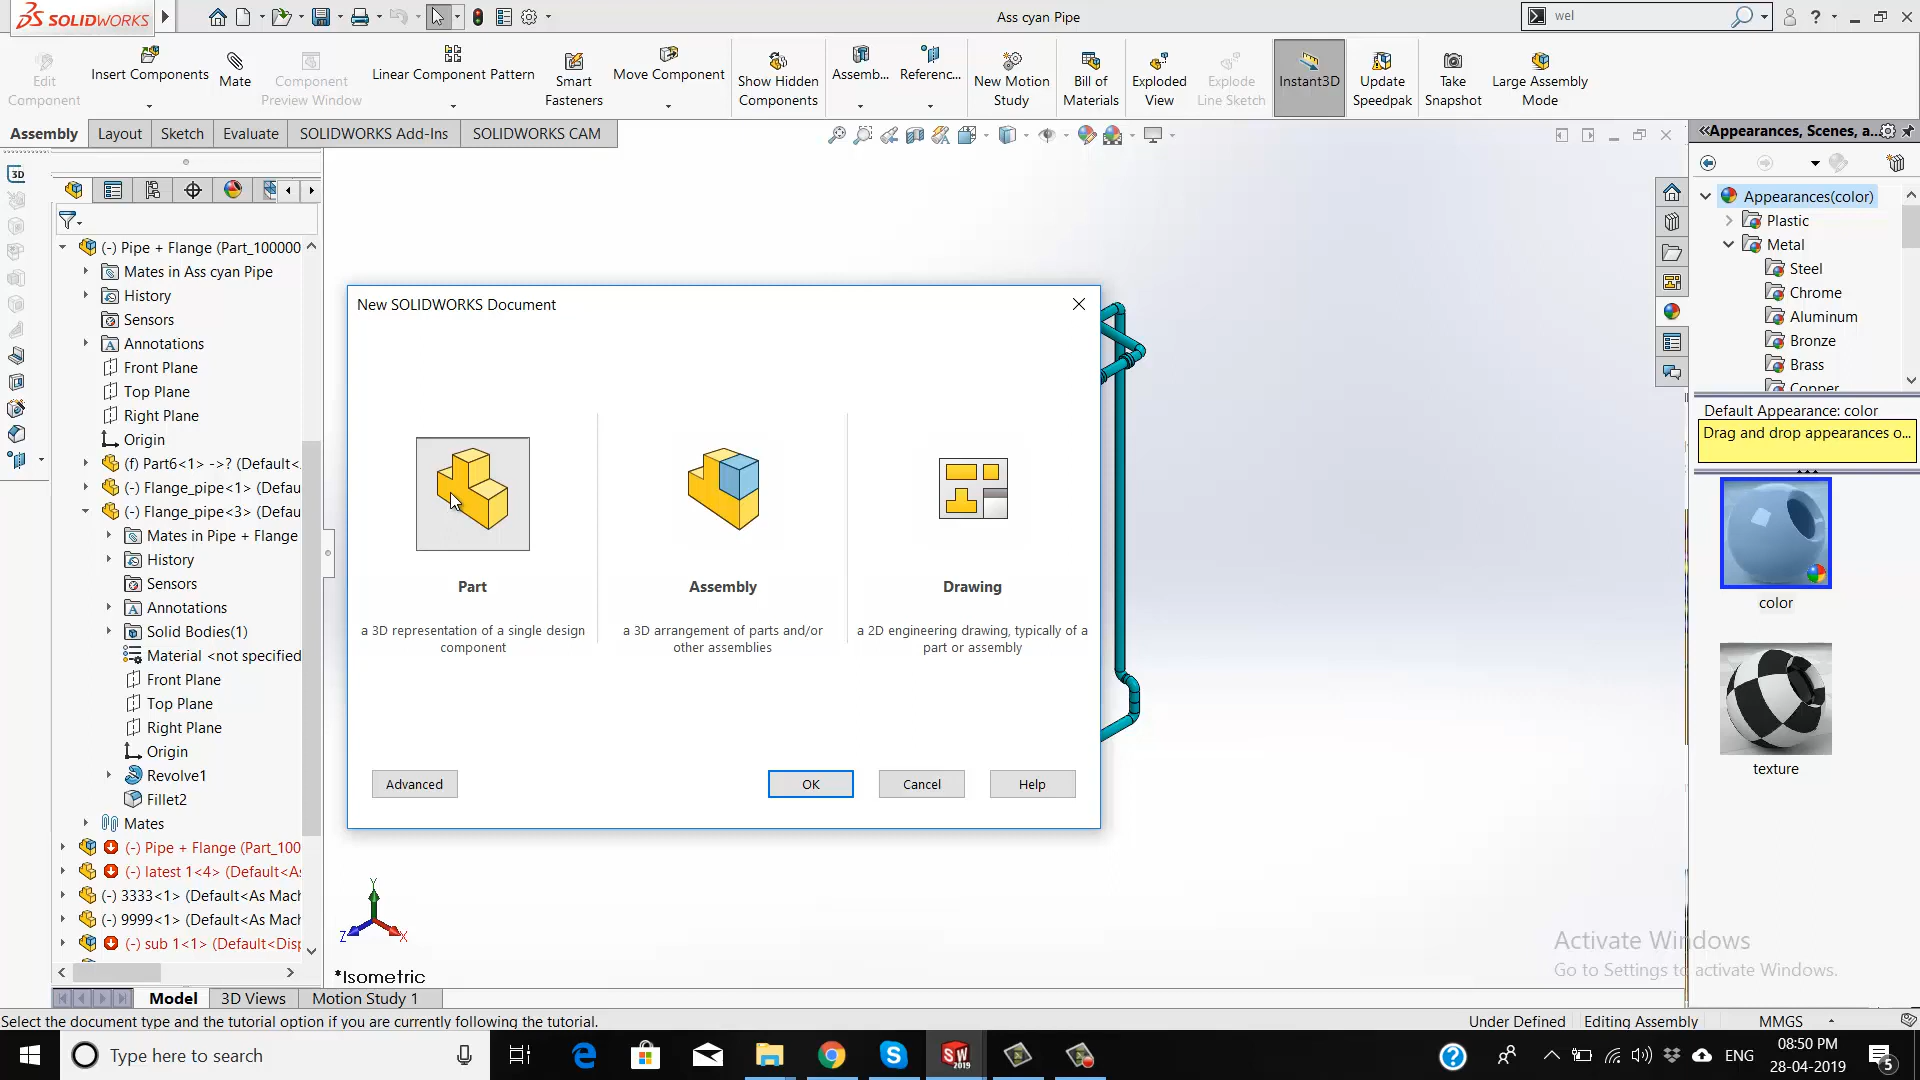 SOLIDWORKS
Ass cyan Pipe
wel
Edit
Component
Insert Components
Mate
Component
Preview Window
Linear Component Pattern
Smart
Fasteners
Move Component
Show Hidden
Components
Assemb...
Referenc...
New Motion
Study
Bill of
Materials
Exploded
View
Explode
Line Sketch
Instant3D
Update
Speedpak
Take
Snapshot
Large Assembly
Mode
Assembly
Layout
Sketch
Evaluate
SOLIDWORKS Add-Ins
SOLIDWORKS CAM
(-) Pipe + Flange (Part_100000
Mates in Ass cyan Pipe
History
Sensors
Annotations
Front Plane
Top Plane
Right Plane
Origin
(f) Part6<1> ->? (Default<
(-) Flange_pipe<1> (Defau
(-) Flange_pipe<3> (Defau
Mates in Pipe + Flange
History
Sensors
Annotations
Solid Bodies(1)
Material <not specified
Front Plane
Top Plane
Right Plane
Origin
Revolve1
Fillet2
Mates
(-) Pipe + Flange (Part_100
(-) latest 1<4> (Default<As
(-) 3333<1> (Default<As Mach
(-) 9999<1> (Default<As Mach
(-) sub 1<1> (Default<Disp
New SOLIDWORKS Document
Part
a 3D representation of a single design
component
Assembly
a 3D arrangement of parts and/or
other assemblies
Drawing
a 2D engineering drawing, typically of a
part or assembly
Advanced
OK
Cancel
Help
Y
Z
X
*Isometric
Appearances, Scenes, a...
Appearances(color)
Plastic
Metal
Steel
Chrome
Aluminum
Bronze
Brass
Copper
Default Appearance: color
Drag and drop appearances o...
color
texture
Activate Windows
Go to Settings to activate Windows.
Model
3D Views
Motion Study 1
Select the document type and the tutorial option if you are currently following the tutorial.
Under Defined
Editing Assembly
MMGS
Type here to search
SW
2019
ENG
08:50 PM
28-04-2019
5